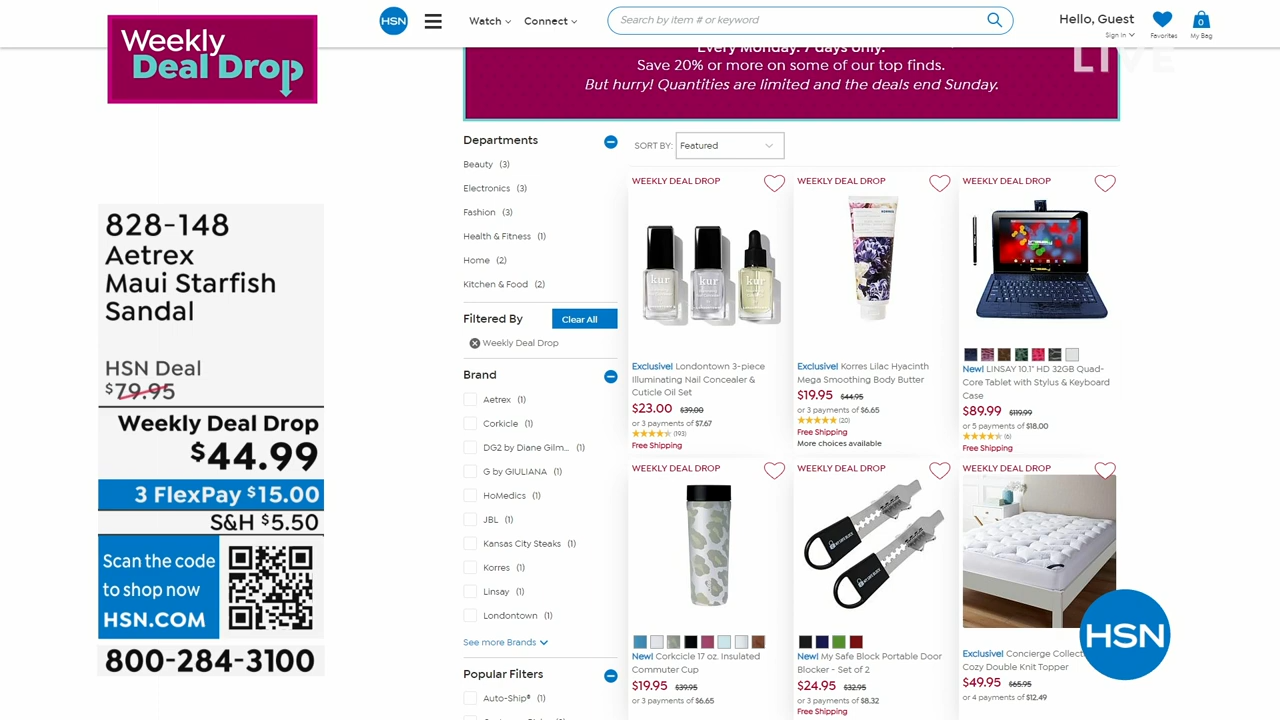 Weekly
Deal Drop
HSN
Watch
Connect
Search by item # or keyword
Hello, Guest
Sign In
Favorites
0
My Bag
LIVE
Every Monday. 7 days only.
Save 20% or more on some of our top finds.
But hurry! Quantities are limited and the deals end Sunday.
828-148
Aetrex
Maui Starfish
Sandal
HSN Deal
$79.95
Weekly Deal Drop
$44.99
3 FlexPay $15.00
S&H $5.50
Scan the code
to shop now
HSN.COM
800-284-3100
Departments
Beauty (3)
Electronics (3)
Fashion (3)
Health & Fitness (1)
Home (2)
Kitchen & Food (2)
Filtered By
Clear All
Weekly Deal Drop
Brand
Aetrex (1)
Corkicle (1)
DG2 by Diane Gilm... (1)
G by GIULIANA (1)
HoMedics (1)
JBL (1)
Kansas City Steaks (1)
Korres (1)
Linsay (1)
Londontown (1)
See more Brands
Popular Filters
Auto-Ship® (1)
SORT BY:
Featured
WEEKLY DEAL DROP
kur
kur
kur
Exclusive! Londontown 3-piece
Illuminating Nail Concealer &
Cuticle Oil Set
$23.00 $39.00
or 3 payments of $7.67
(193)
Free Shipping
WEEKLY DEAL DROP
KORRES
Exclusive! Korres Lilac Hyacinth
Mega Smoothing Body Butter
$19.95 $44.95
or 3 payments of $6.65
(20)
Free Shipping
More choices available
WEEKLY DEAL DROP
New! LINSAY 10.1" HD 32GB Quad-
Core Tablet with Stylus & Keyboard
Case
$89.99 $119.99
or 5 payments of $18.00
(6)
Free Shipping
WEEKLY DEAL DROP
New! Corkcicle 17 oz. Insulated
Commuter Cup
$19.95 $39.95
or 3 payments of $6.65
WEEKLY DEAL DROP
New! My Safe Block Portable Door
Blocker - Set of 2
$24.95 $32.95
or 3 payments of $8.32
Free Shipping
WEEKLY DEAL DROP
Exclusive! Concierge Collect
Cozy Double Knit Topper
$49.95 $65.95
or 4 payments of $12.49
HSN